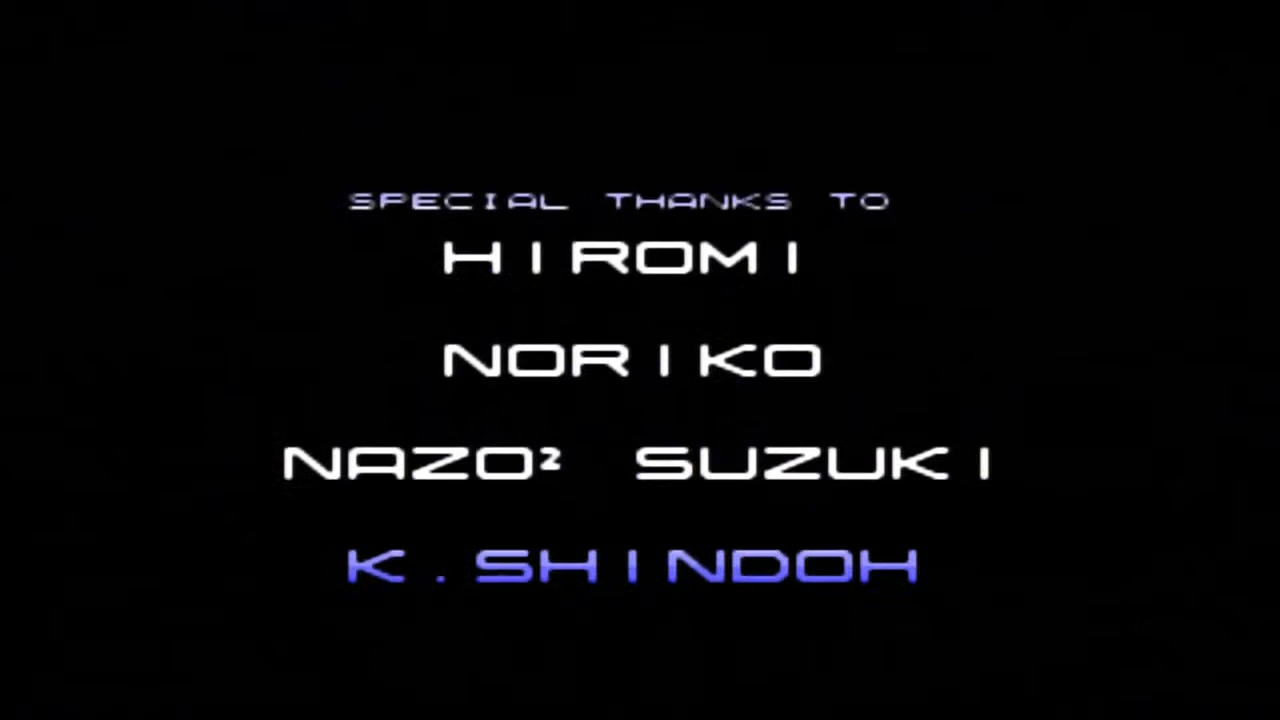 SPECIAL THANKS TO
HIROMI
NORIKO
NAZO² SUZUKI
K.SHINDOH